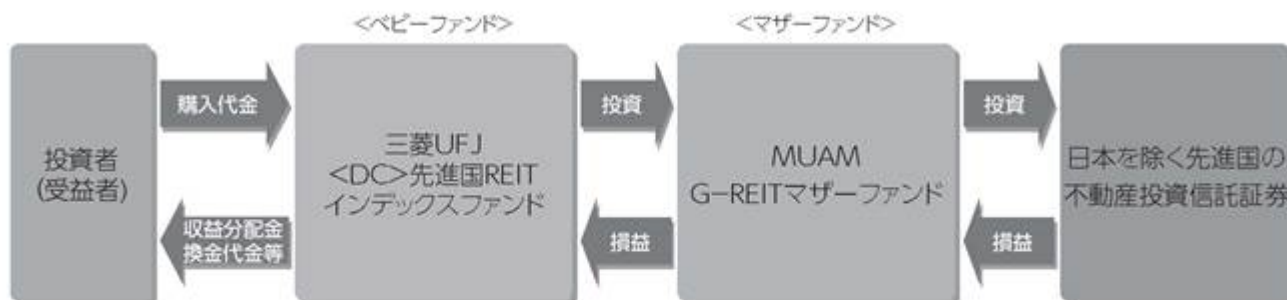 <ベビーファンド>
<マザーファンド>
購入代金
投資
投資
投資者
(受益者)
三菱UFJ
<DC>先進国REIT
インデックスファンド
MUAM
G-REITマザーファンド
日本を除く先進国の
不動産投資信託証券
収益分配金
換金代金等
損益
損益